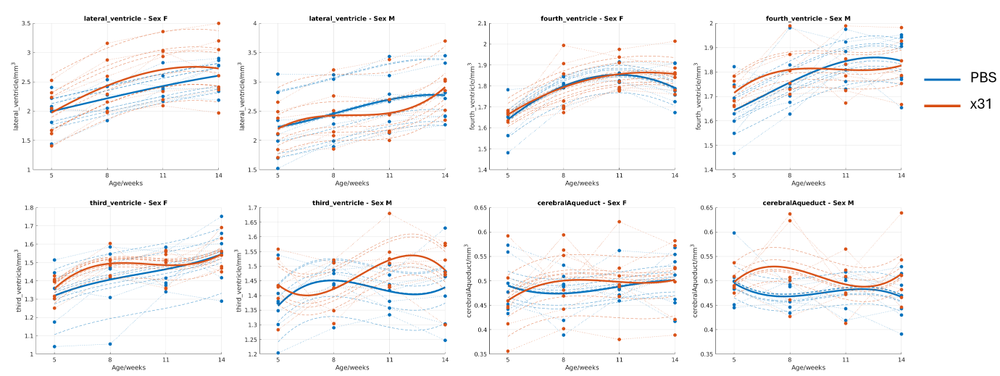 lateral_ventricle - Sex F
lateral_ventricle/mm3
3.5
3
2.5
2
1.5
1
5 8 11 14
Age/weeks
lateral_ventricle - Sex M
lateral_ventricle/mm3
4
3.5
3
2.5
2
1.5
5 8 11 14
Age/weeks
fourth_ventricle - Sex F
fourth_ventricle/mm3
2.1
2
1.9
1.8
1.7
1.6
1.5
1.4
5 8 11 14
Age/weeks
fourth_ventricle - Sex M
fourth_ventricle/mm3
2
1.9
1.8
1.7
1.6
1.5
1.4
5 8 11 14
Age/weeks
PBS
x31
third_ventricle - Sex F
third_ventricle/mm3
1.8
1.7
1.6
1.5
1.4
1.3
1.2
1.1
1
5 8 11 14
Age/weeks
third_ventricle - Sex M
third_ventricle/mm3
1.7
1.6
1.5
1.45
1.4
1.35
1.3
1.25
1.2
5 8 11 14
Age/weeks
cerebralAqueduct - Sex F
cerebralAqueduct/mm3
0.65
0.6
0.55
0.5
0.45
0.4
0.35
5 8 11 14
Age/weeks
cerebralAqueduct - Sex M
cerebralAqueduct/mm3
0.65
0.6
0.55
0.5
0.45
0.4
0.35
5 8 11 14
Age/weeks